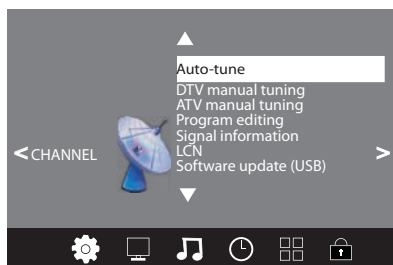 Auto-tune
DTV manual tuning
ATV manual tuning
Program editing
Signal information
LCN
Software update (USB)
< CHANNEL >